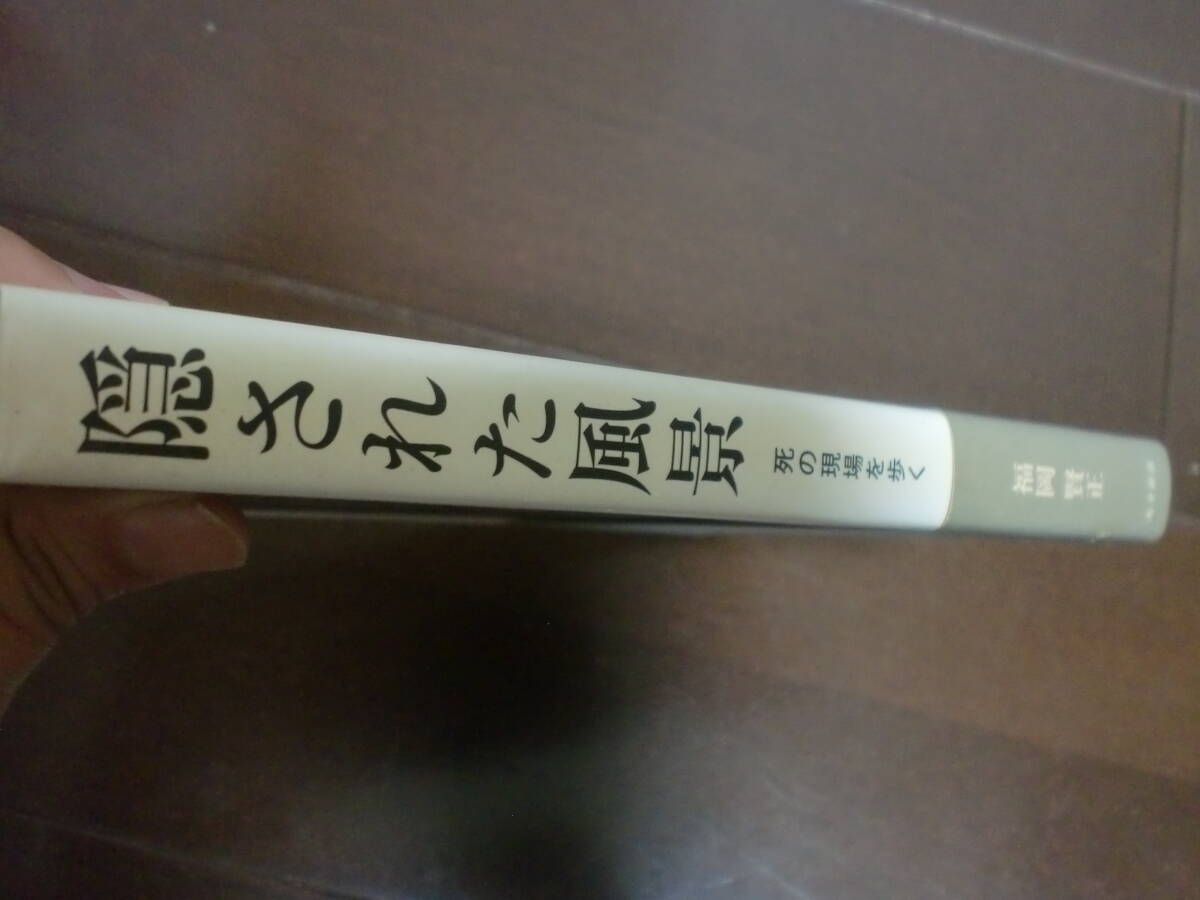 隠された風景
死の現場を歩く
福岡賢正